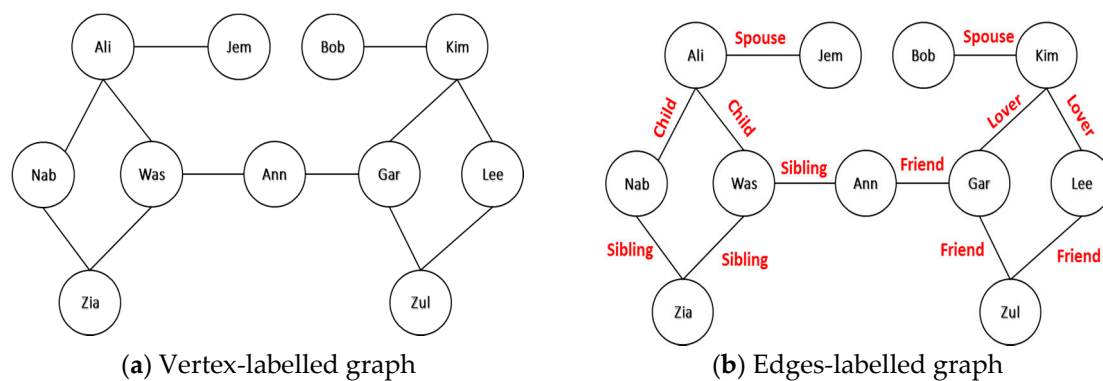 Ali Jem Bob Kim
Nab Was Ann Gar Lee
Zia Zul
(a) Vertex-labelled graph
Ali Spouse Jem Bob Spouse Kim
Child Child Lover Lover
Nab Was Sibling Ann Friend Gar Lee
Sibling Sibling Friend Friend
Zia Zul
(b) Edges-labelled graph